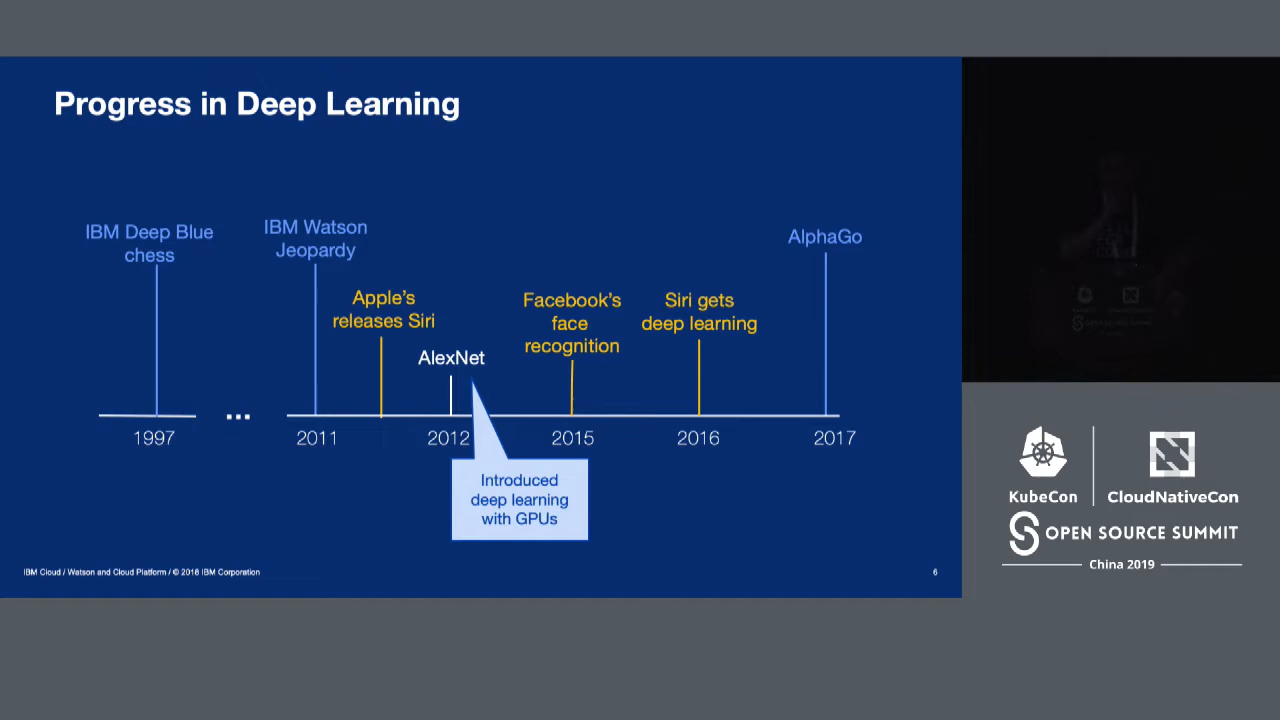 Progress in Deep Learning
IBM Deep Blue
chess
IBM Watson
Jeopardy
Apple's
releases Siri
AlexNet
Facebook's
face
recognition
Siri gets
deep learning
AlphaGo
...
1997
2011
2012
2015
2016
2017
Introduced
deep learning
with GPUs
IBM Cloud / Watson and Cloud Platform / © 2018 IBM Corporation
6
KubeCon
CloudNativeCon
OPEN SOURCE SUMMIT
China 2019